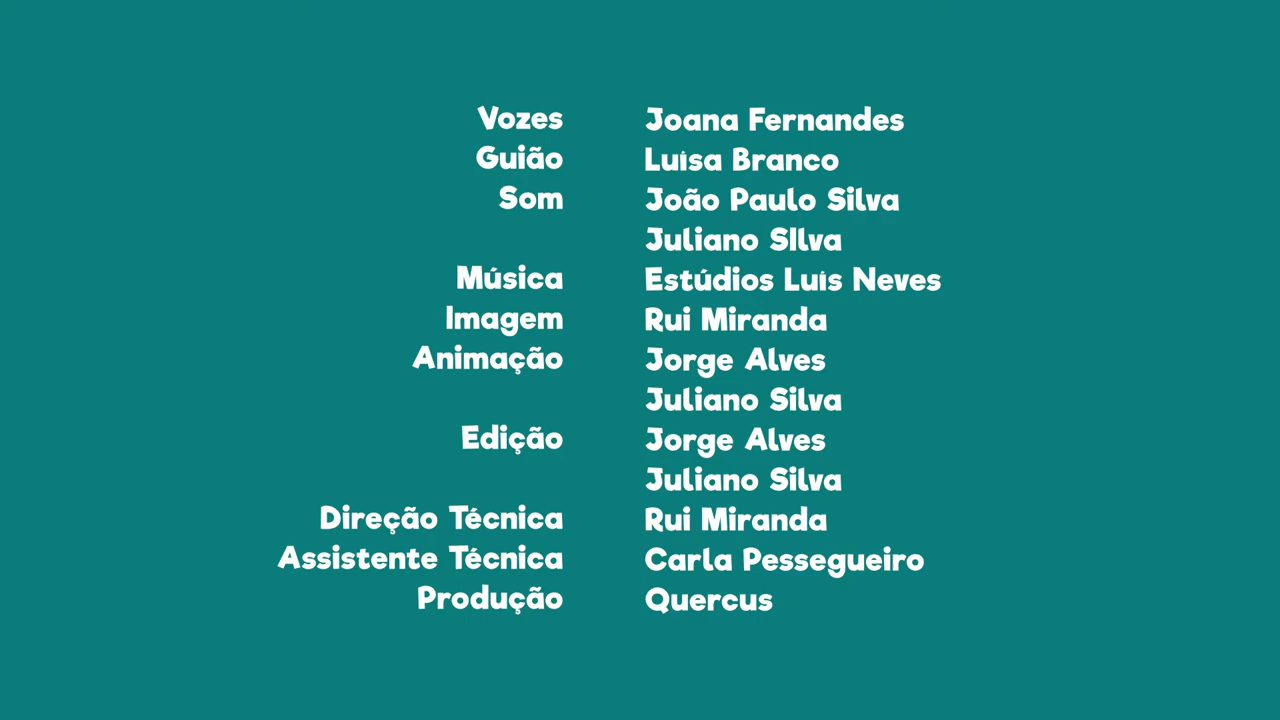 Vozes Joana Fernandes
Guião Luísa Branco
Som João Paulo Silva
Juliano SIlva
Música Estúdios Luís Neves
Imagem Rui Miranda
Animação Jorge Alves
Juliano Silva
Edição Jorge Alves
Juliano Silva
Direção Técnica Rui Miranda
Assistente Técnica Carla Pessegueiro
Produção Quercus